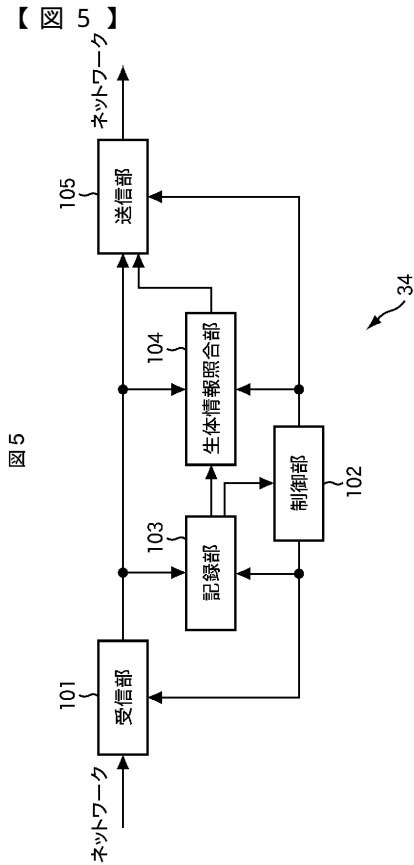 【図5】
図5
ネットワーク
101
受信部
103
記録部
102
制御部
104
生体情報照合部
105
送信部
ネットワーク
34